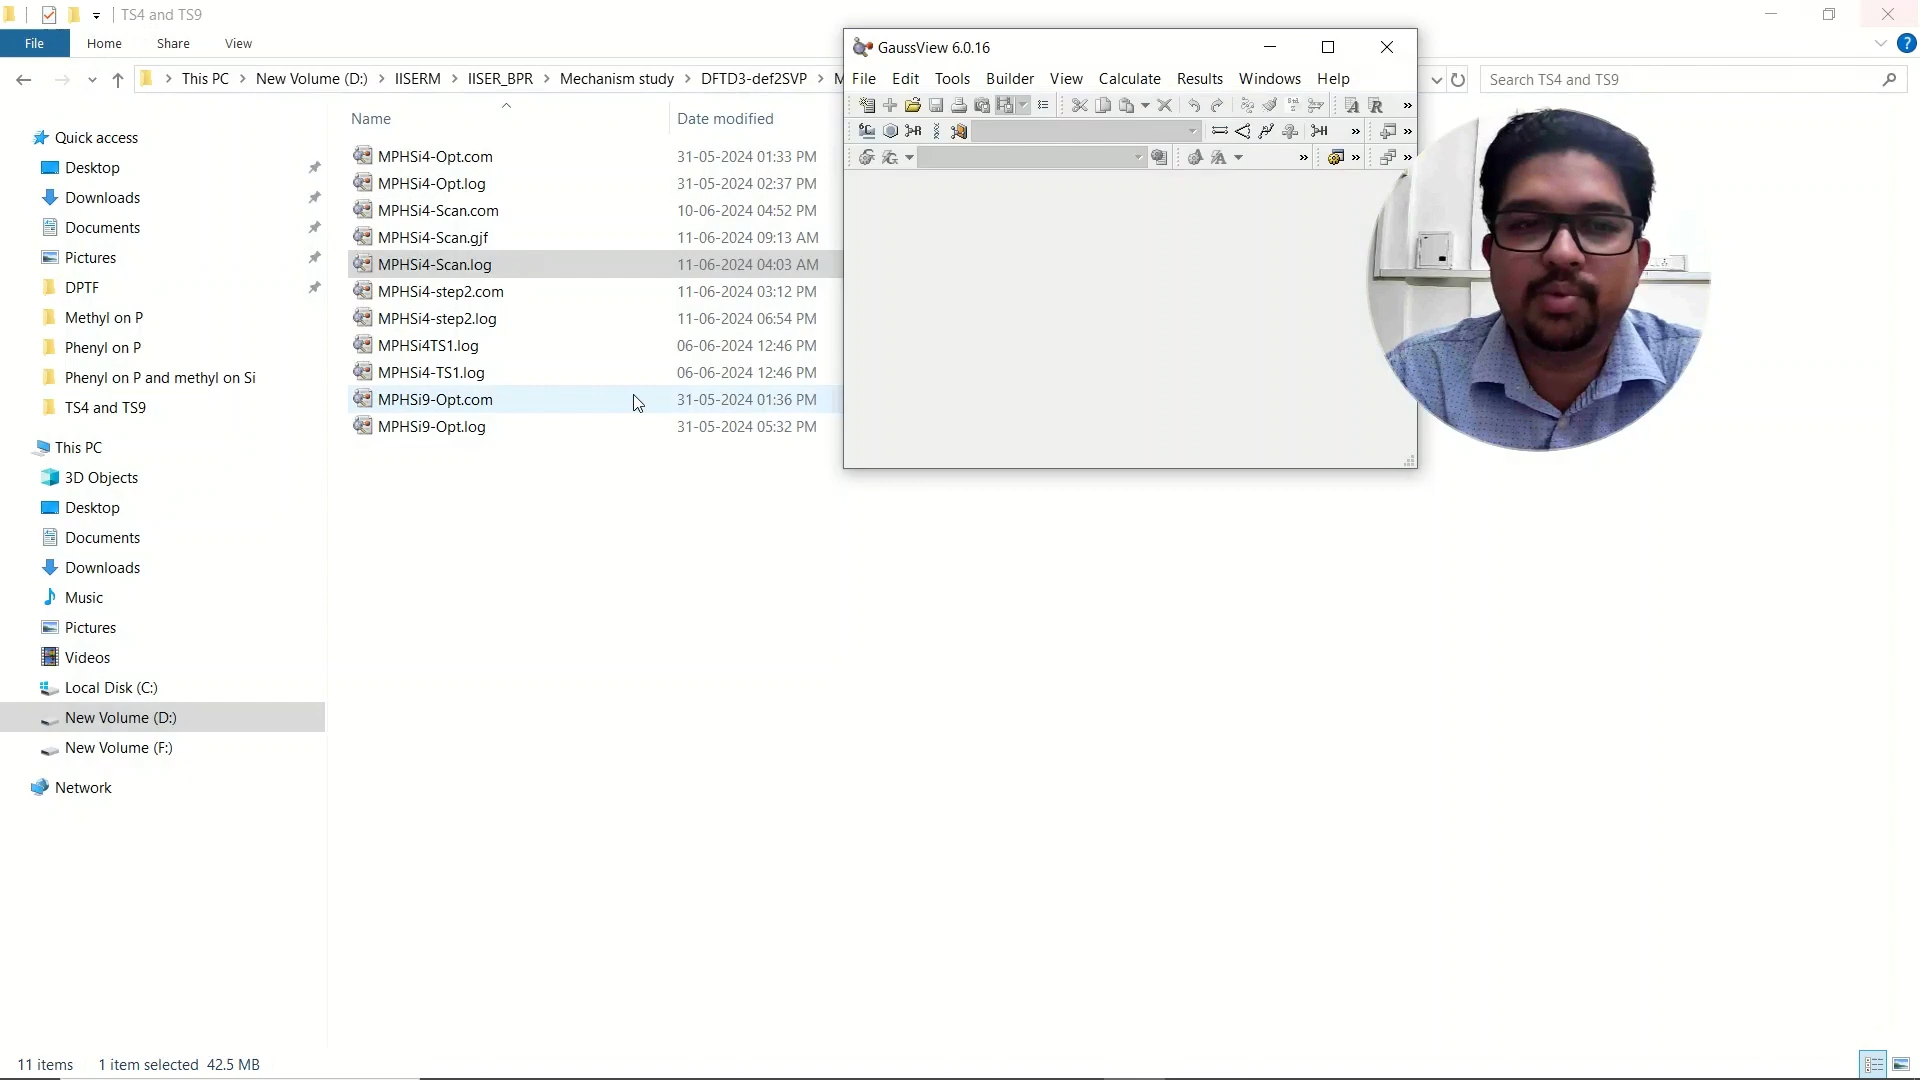 TS4 and TS9
File Home Share View
This PC New Volume (D:) IISERM IISER_BPR Mechanism study DFTD3-def2SVP M
Search TS4 and TS9
Name Date modified
Quick access
Desktop
Downloads
Documents
Pictures
DPTF
Methyl on P
Phenyl on P
Phenyl on P and methyl on Si
TS4 and TS9
This PC
3D Objects
Desktop
Documents
Downloads
Music
Pictures
Videos
Local Disk (C:)
New Volume (D:)
New Volume (F:)
Network
MPHSi4-Opt.com 31-05-2024 01:33 PM
MPHSi4-Opt.log 31-05-2024 02:37 PM
MPHSi4-Scan.com 10-06-2024 04:52 PM
MPHSi4-Scan.gjf 11-06-2024 09:13 AM
MPHSi4-Scan.log 11-06-2024 04:03 AM
MPHSi4-step2.com 11-06-2024 03:12 PM
MPHSi4-step2.log 11-06-2024 06:54 PM
MPHSi4TS1.log 06-06-2024 12:46 PM
MPHSi4-TS1.log 06-06-2024 12:46 PM
MPHSi9-Opt.com 31-05-2024 01:36 PM
MPHSi9-Opt.log 31-05-2024 05:32 PM
GaussView 6.0.16
File Edit Tools Builder View Calculate Results Windows Help
11 items 1 item selected 42.5 MB